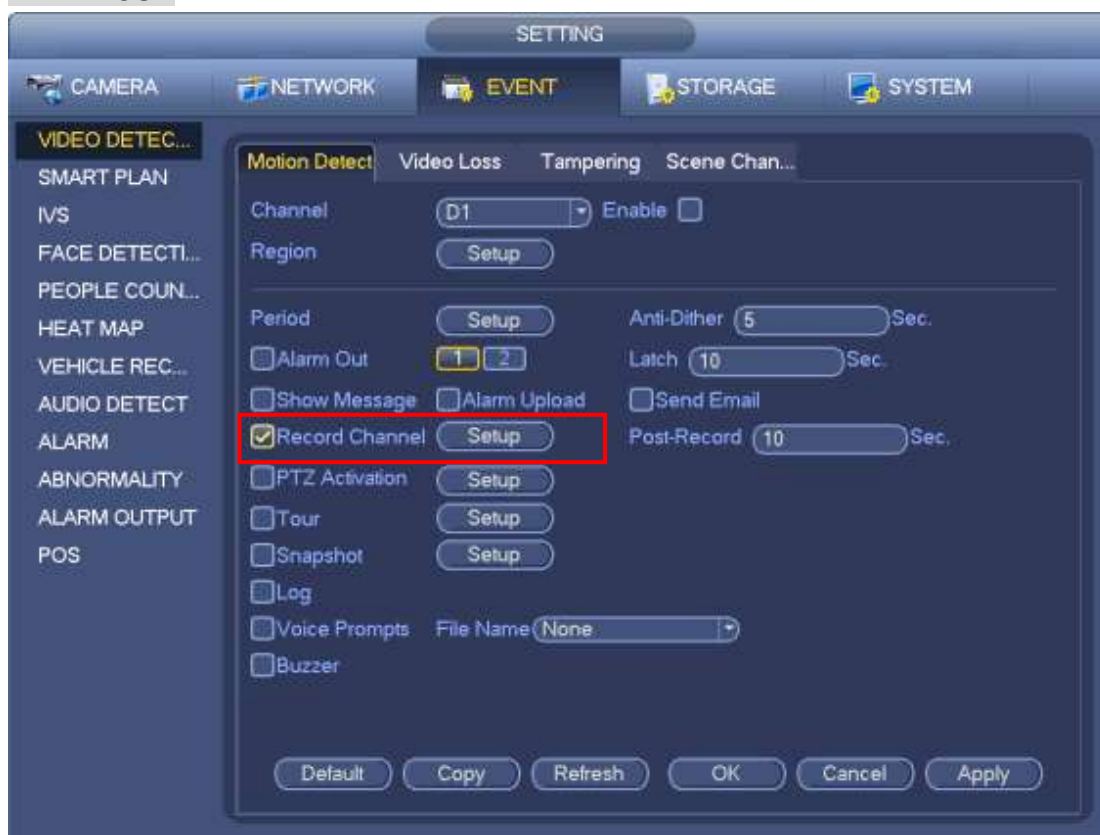 SETTING
CAMERA NETWORK EVENT STORAGE SYSTEM
VIDEO DETEC...
SMART PLAN
IVS
FACE DETECTI...
PEOPLE COUN...
HEAT MAP
VEHICLE REC...
AUDIO DETECT
ALARM
ABNORMALITY
ALARM OUTPUT
POS
Motion Detect Video Loss Tampering Scene Chan...
Channel D1 Enable
Region Setup
Period Setup Anti-Dither 5 Sec.
Alarm Out 1 2 Latch 10 Sec.
Show Message Alarm Upload Send Email
Record Channel Setup Post-Record 10 Sec.
PTZ Activation Setup
Tour Setup
Snapshot Setup
Log
Voice Prompts File Name None
Buzzer
Default Copy Refresh OK Cancel Apply